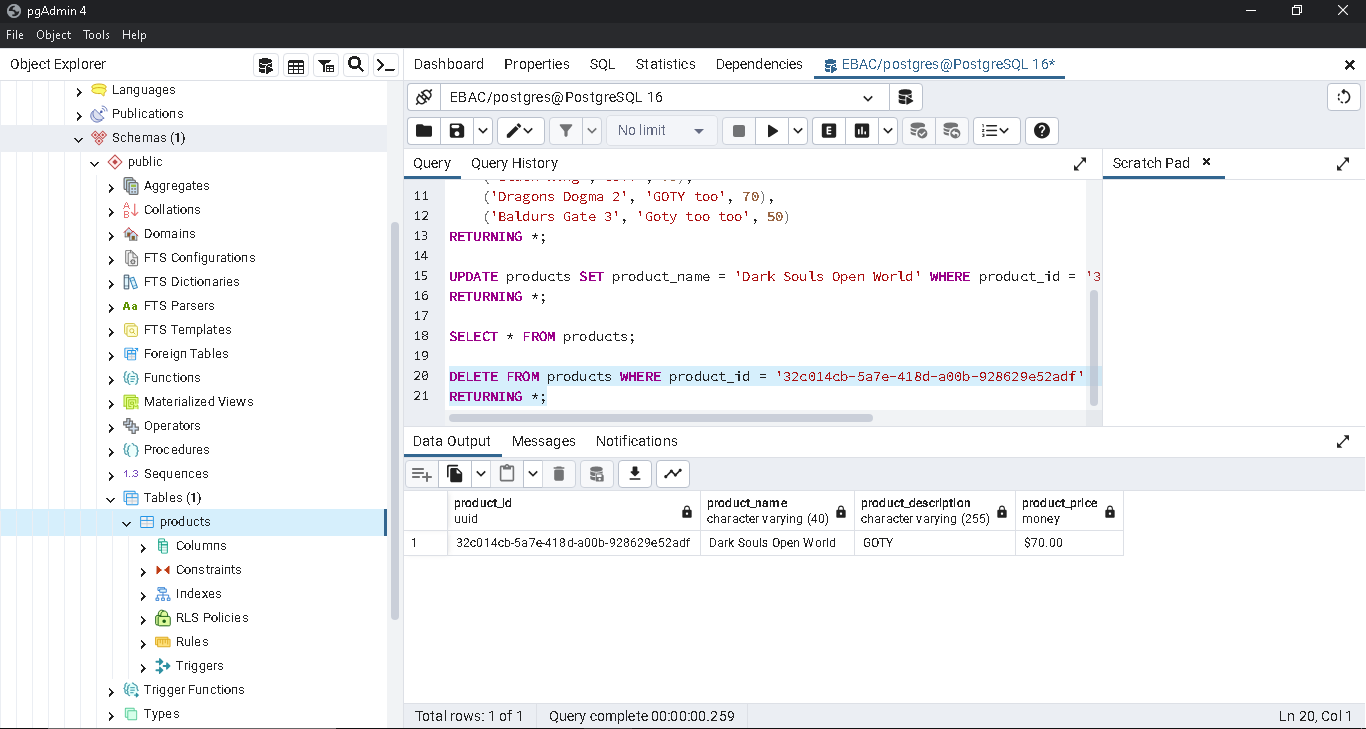 pgAdmin 4
File Object Tools Help
Object Explorer
Languages
Publications
Schemas (1)
public
Aggregates
Collations
Domains
FTS Configurations
FTS Dictionaries
Aa FTS Parsers
FTS Templates
Foreign Tables
Functions
Materialized Views
Operators
Procedures
1.3 Sequences
Tables (1)
products
Columns
Constraints
Indexes
RLS Policies
Rules
Triggers
Trigger Functions
Types
Dashboard Properties SQL Statistics Dependencies EBAC/postgres@PostgreSQL 16*
EBAC/postgres@PostgreSQL 16
No limit
E
Query Query History
Scratch Pad
11 ('Dragons Dogma 2', 'GOTY too', 70),
12 ('Baldurs Gate 3', 'Goty too too', 50)
13 RETURNING *;
14
15 UPDATE products SET product_name = 'Dark Souls Open World' WHERE product_id = '3
16 RETURNING *;
17
18 SELECT * FROM products;
19
20 DELETE FROM products WHERE product_id = '32c014cb-5a7e-418d-a00b-928629e52adf'
21 RETURNING *;
Data Output Messages Notifications
product_id product_name product_description product_price
uuid character varying (40) character varying (255) money
1 32c014cb-5a7e-418d-a00b-928629e52adf Dark Souls Open World GOTY $70.00
Total rows: 1 of 1 Query complete 00:00:00.259 Ln 20, Col 1